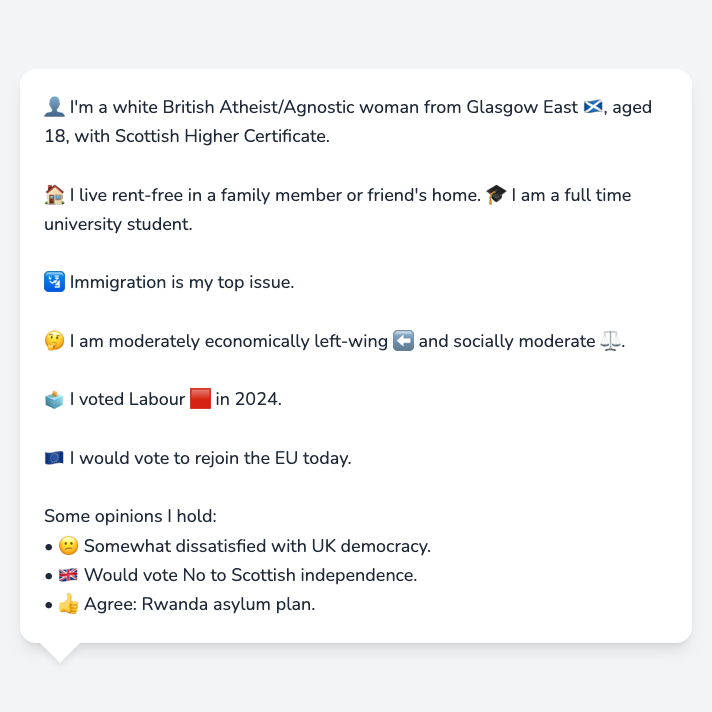 👤 I'm a white British Atheist/Agnostic woman from Glasgow East 🏴󠁧󠁢󠁳󠁣󠁴󠁿, aged
18, with Scottish Higher Certificate.
🏠 I live rent-free in a family member or friend's home. 🎓 I am a full time
university student.
🛂 Immigration is my top issue.
🤔 I am moderately economically left-wing ⬅️ and socially moderate ⚖️.
🗳️ I voted Labour 🟥 in 2024.
🇪🇺 I would vote to rejoin the EU today.
Some opinions I hold:
• 😕 Somewhat dissatisfied with UK democracy.
• 🇬🇧 Would vote No to Scottish independence.
• 👍 Agree: Rwanda asylum plan.